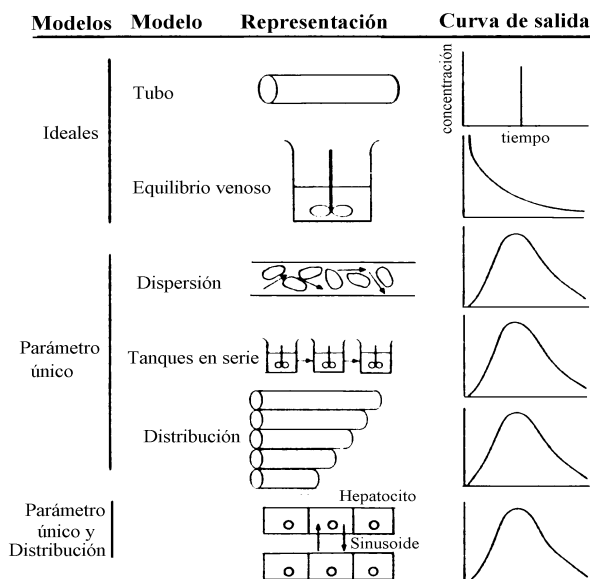 Modelos Modelo Representación Curva de salida
Tubo
concentración
tiempo
Ideales
Equilibrio venoso
Dispersión
Parámetro
único
Tanques en serie
Distribución
Hepatocito
Parámetro
único y
Distribución
Sinusoide